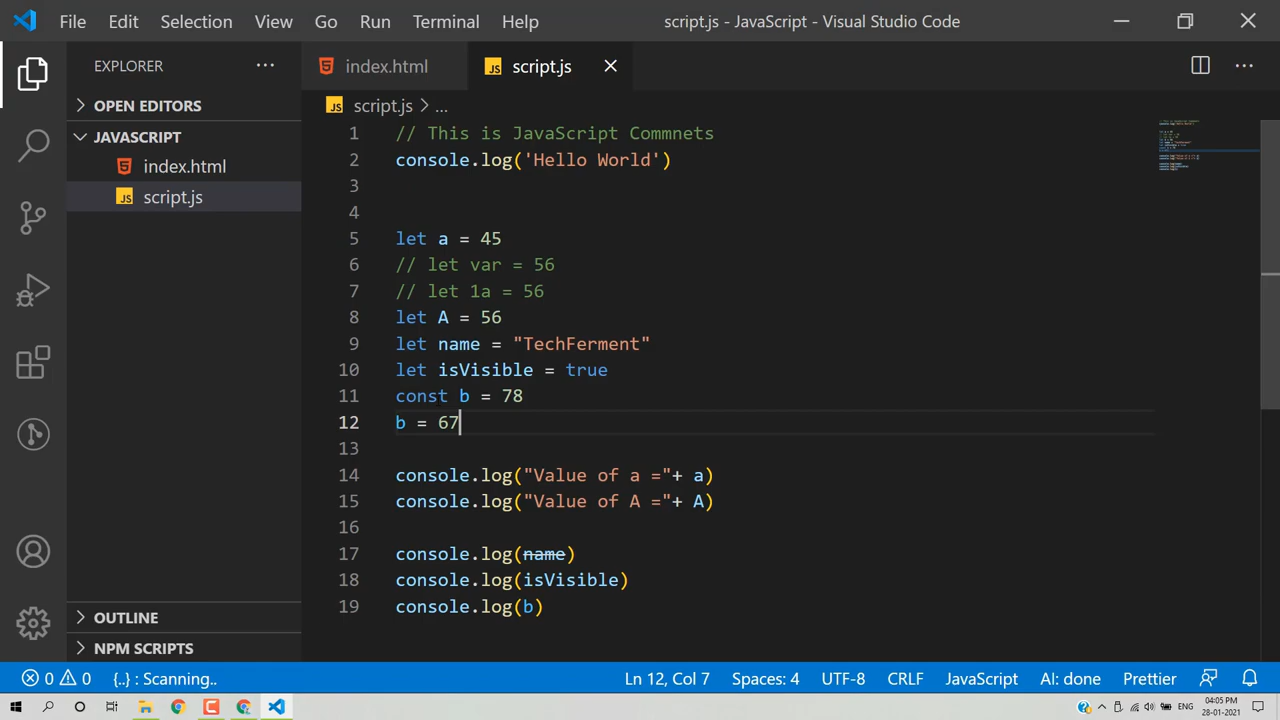 File Edit Selection View Go Run Terminal Help script.js - JavaScript - Visual Studio Code
EXPLORER ...
index.html JS script.js
OPEN EDITORS
JS script.js > ...
JAVASCRIPT
index.html
JS script.js
1 // This is JavaScript Commnets
2 console.log('Hello World')
3
4
5 let a = 45
6 // let var = 56
7 // let 1a = 56
8 let A = 56
9 let name = "TechFerment"
10 let isVisible = true
11 const b = 78
12 b = 67
13
14 console.log("Value of a ="+ a)
15 console.log("Value of A ="+ A)
16
17 console.log(name)
18 console.log(isVisible)
19 console.log(b)
OUTLINE
NPM SCRIPTS
0 0 {..} : Scanning.. Ln 12, Col 7 Spaces: 4 UTF-8 CRLF JavaScript AI: done Prettier
ENG 04:05 PM
28-01-2021